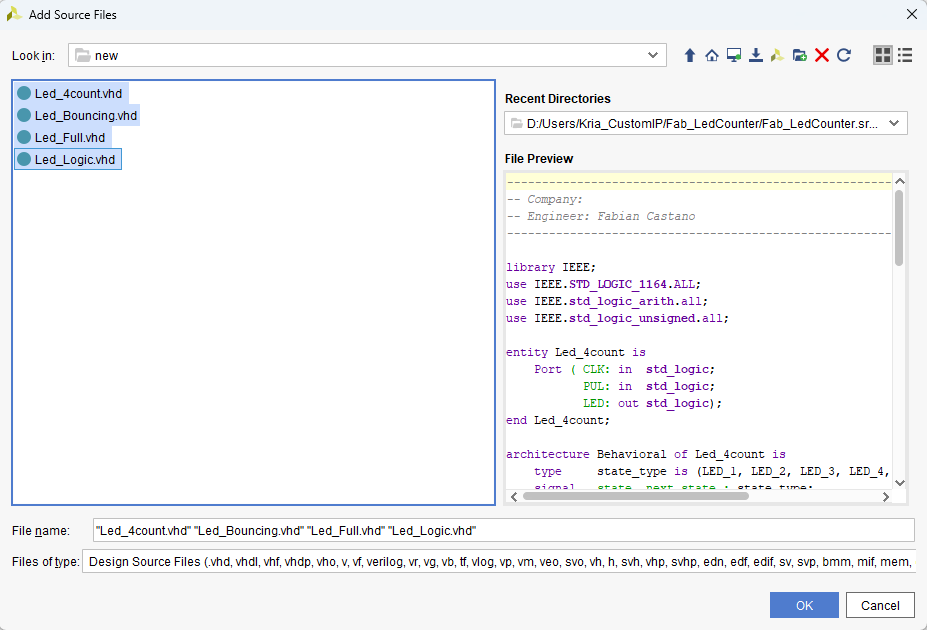 Add Source Files
Look in:
new
Led_4count.vhd
Led_Bouncing.vhd
Led_Full.vhd
Led_Logic.vhd
Recent Directories
D:/Users/Kria_CustomIP/Fab_LedCounter/Fab_LedCounter.sr...
File Preview
--------------------------------------------------------
-- Company:
-- Engineer: Fabian Castano
--------------------------------------------------------
library IEEE;
use IEEE.STD_LOGIC_1164.ALL;
use IEEE.std_logic_arith.all;
use IEEE.std_logic_unsigned.all;
entity Led_4count is
Port ( CLK: in  std_logic;
PUL: in  std_logic;
LED: out std_logic);
end Led_4count;
architecture Behavioral of Led_4count is
type     state_type is (LED_1, LED_2, LED_3, LED_4,
signal   state, next_state : state_type;
File name:
"Led_4count.vhd" "Led_Bouncing.vhd" "Led_Full.vhd" "Led_Logic.vhd"
Files of type:
Design Source Files (.vhd, vhdl, vhf, vhdp, vho, v, vf, verilog, vr, vg, vb, tf, vlog, vp, vm, veo, svo, vh, h, svh, vhp, svhp, edn, edf, edif, sv, svp, bmm, mif, mem,
OK
Cancel